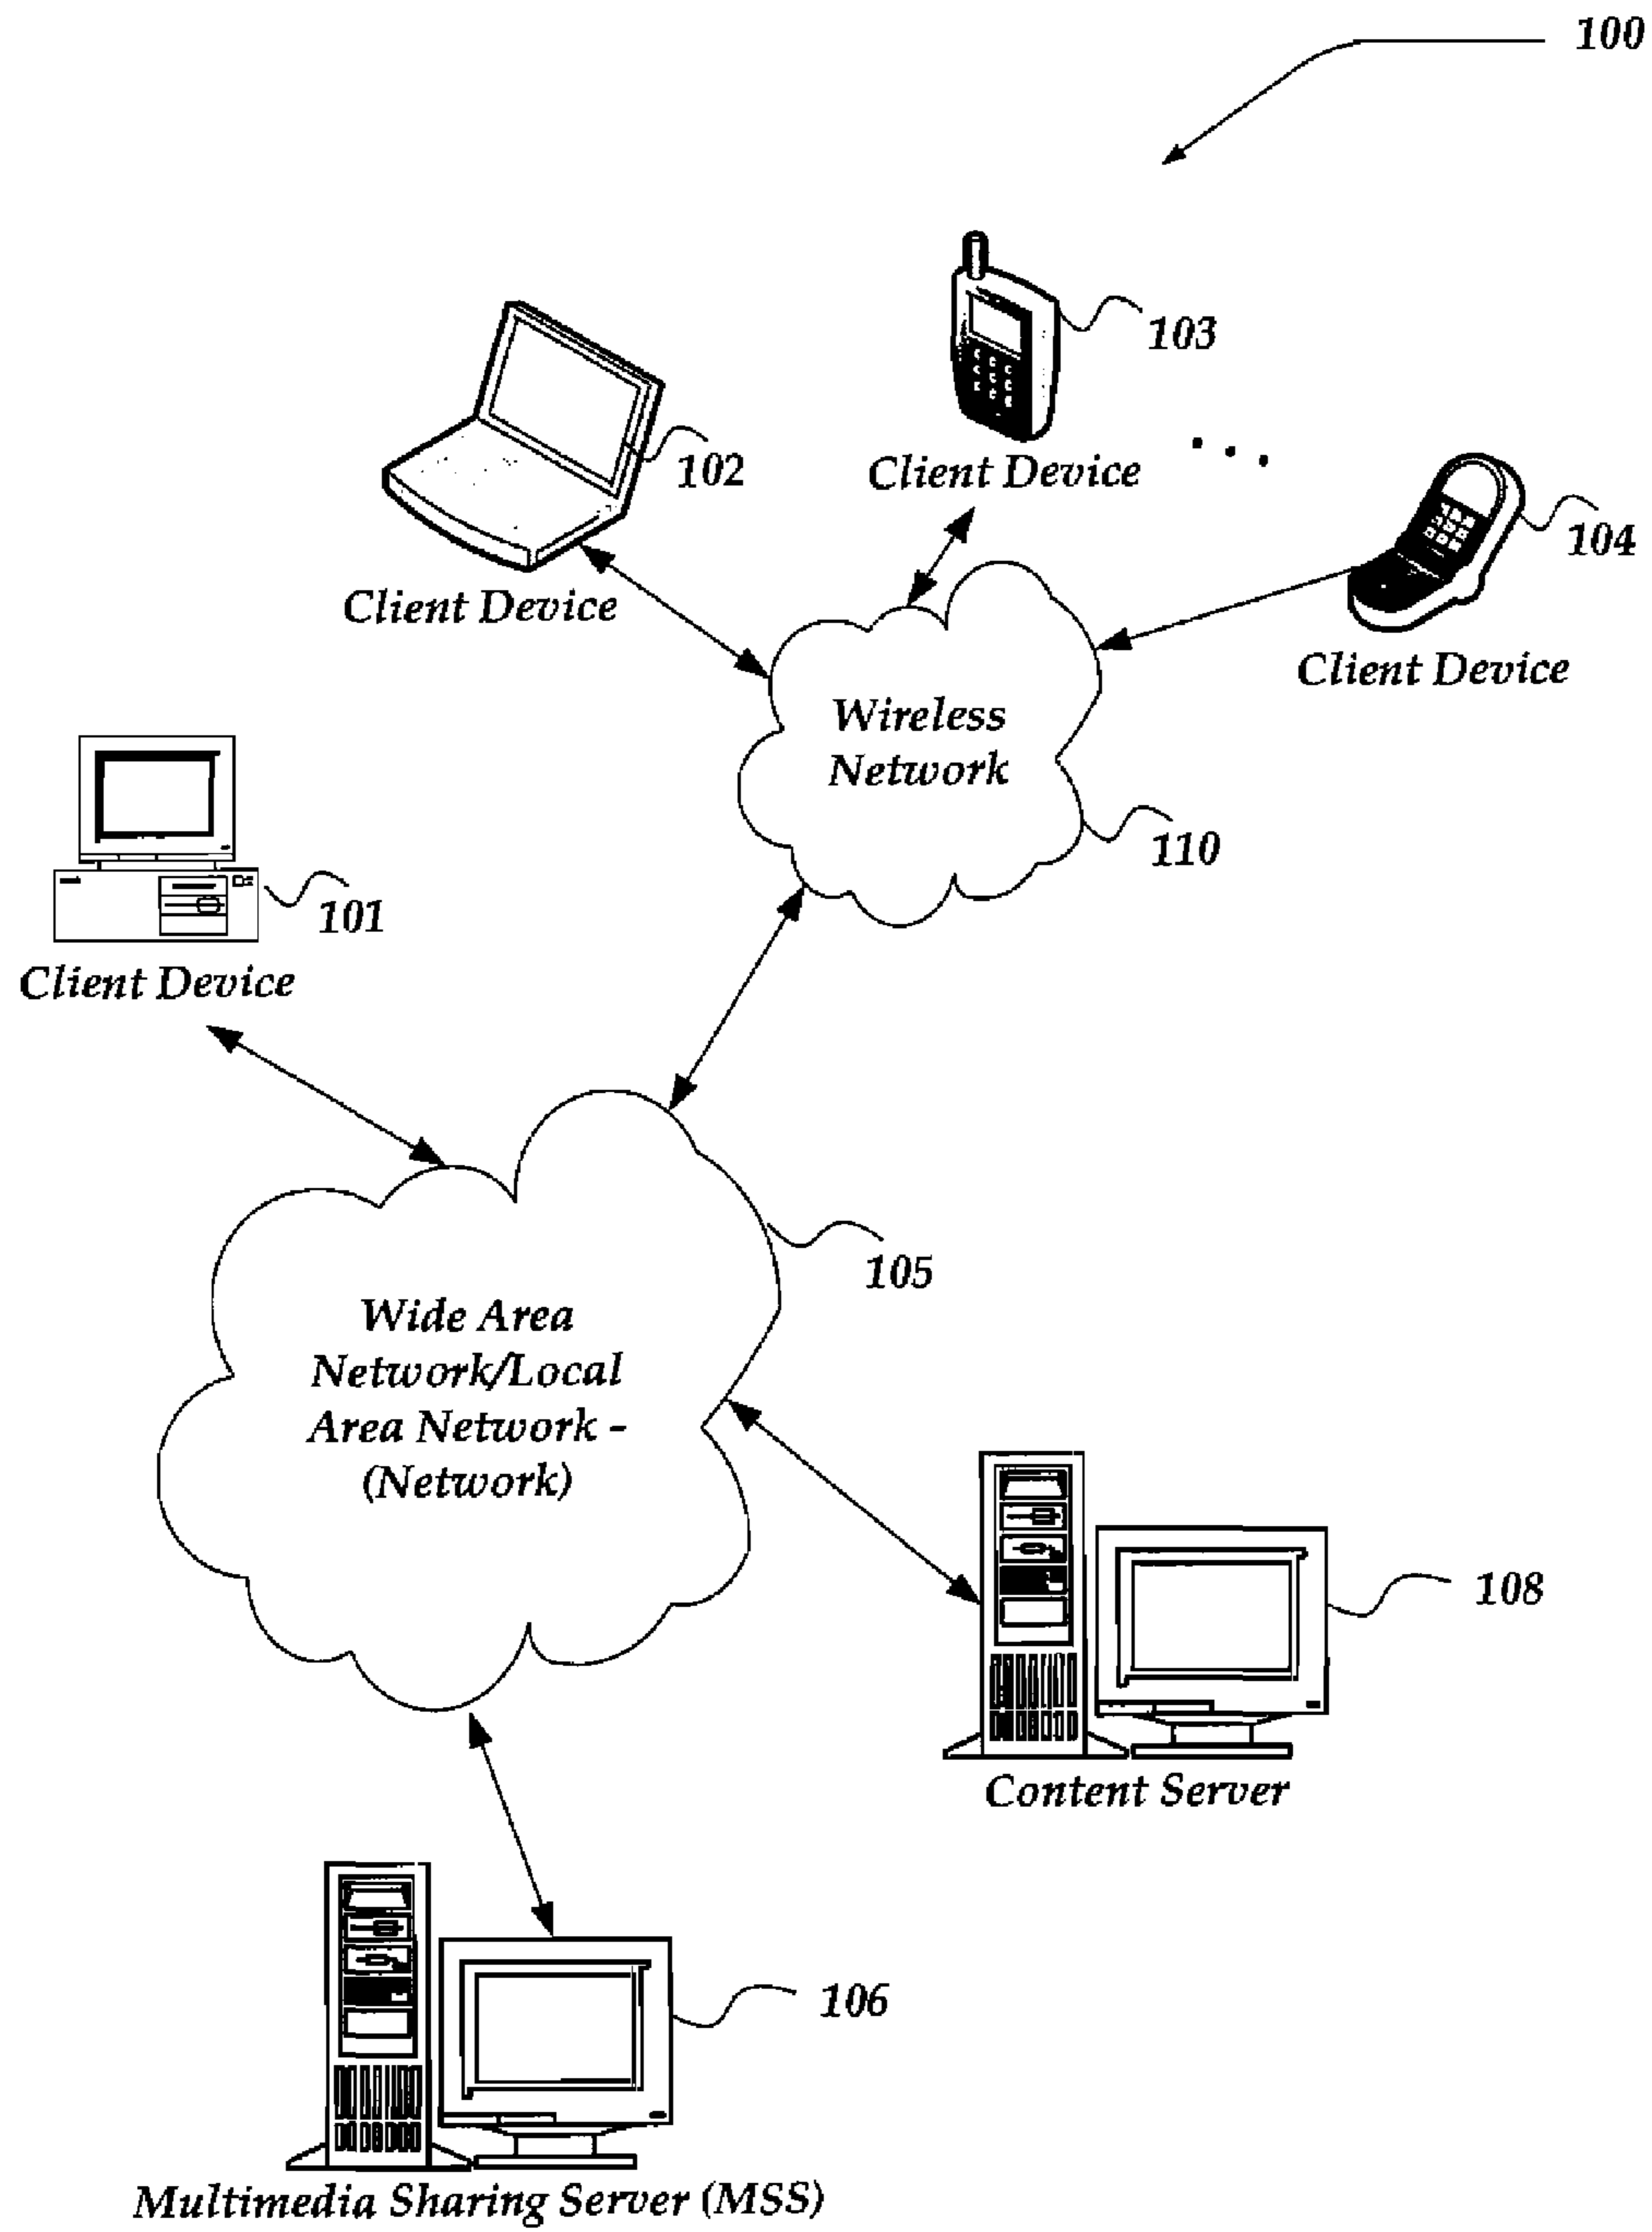 100
103
Client Device
102
. . .
104
Client Device
Client Device
Wireless
Network
110
101
Client Device
105
Wide Area
Network/Local
Area Network -
(Network)
108
Content Server
106
Multimedia Sharing Server (MSS)